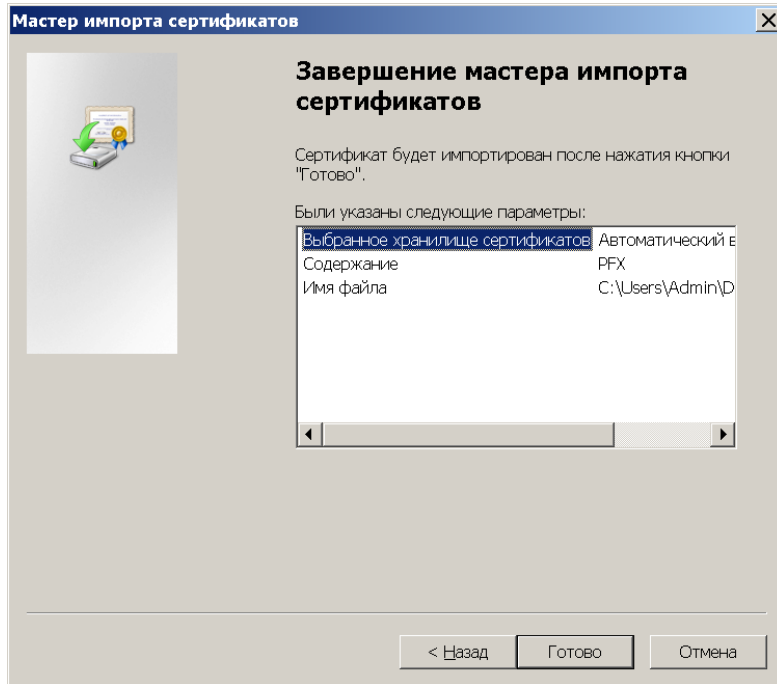 Мастер импорта сертификатов
Завершение мастера импорта
сертификатов
Сертификат будет импортирован после нажатия кнопки
"Готово".
Были указаны следующие параметры:
Выбранное хранилище сертификатов Автоматический в
Содержание PFX
Имя файла C:\Users\Admin\D
< Назад Готово Отмена